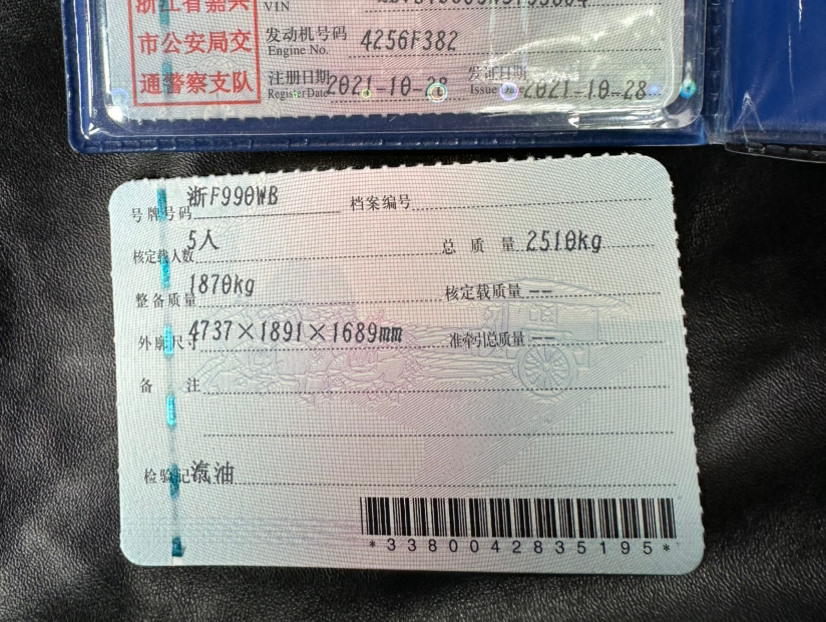 浙江省嘉兴
市公安局交
通警察支队
VIN
发动机号码 4256F382
Engine No.
注册日期 2021-10-28 发证日期 2021-10-28
Register Date Issue Date
号牌号码 浙F990WB 档案编号
核定载人数 5人 总质量 2510kg
整备质量 1870kg 核定载质量 --
外廓尺寸 4737×1891×1689mm 准牵引总质量 --
备注
检验记录 汽油
*3380042835195*